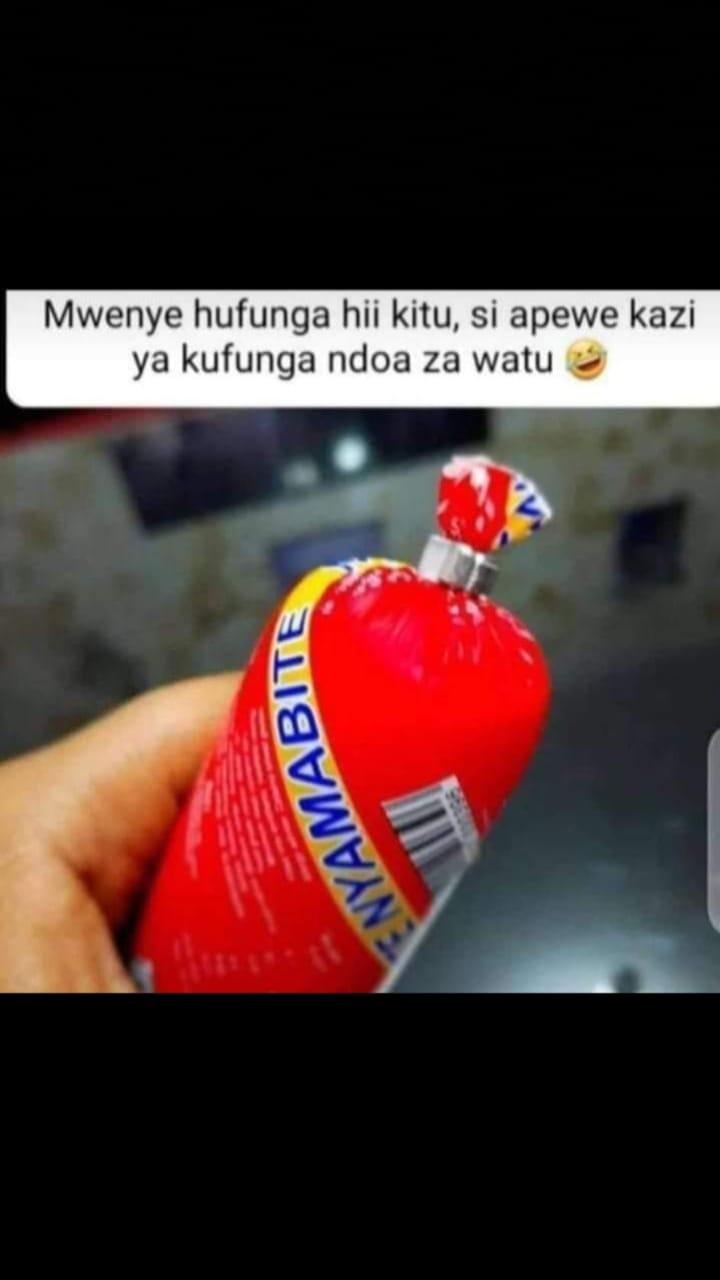 Mwenye hufunga hii kitu, si apewe kazi
ya kufunga ndoa za watu 🤣
NYAMABITE